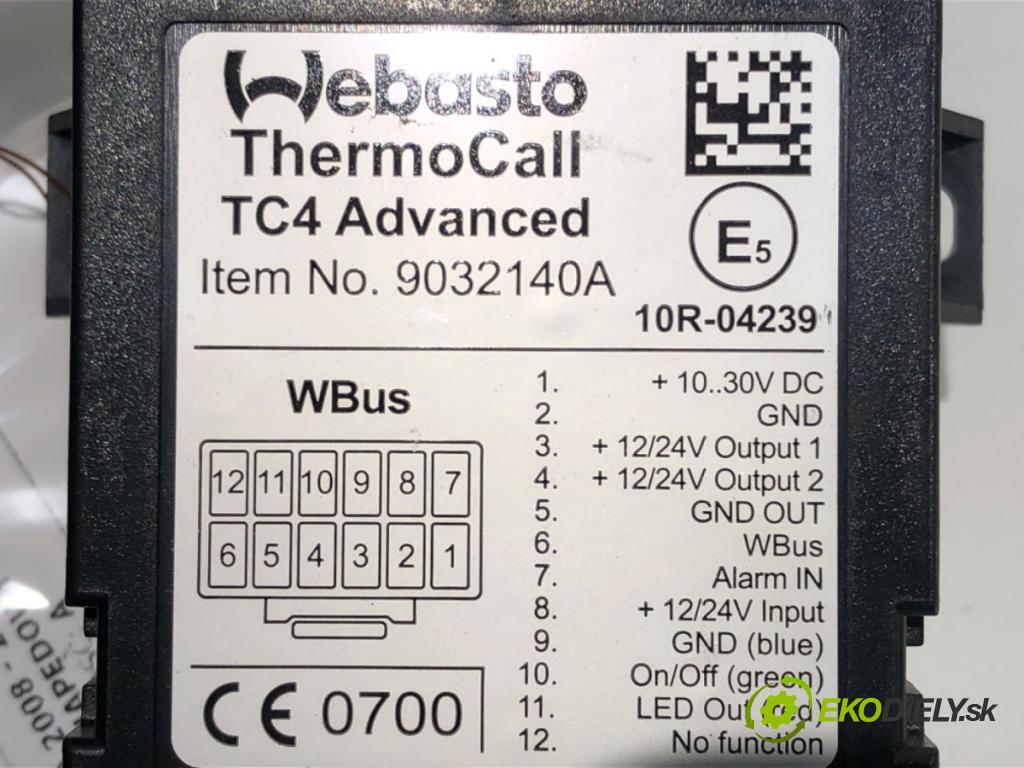 Webasto
ThermoCall
TC4 Advanced
Item No. 9032140A
E5
10R-04239
WBus
12 11 10 9 8 7
6 5 4 3 2 1
1. + 10..30V DC
2. GND
3. + 12/24V Output 1
4. + 12/24V Output 2
5. GND OUT
6. WBus
7. Alarm IN
8. + 12/24V Input
9. GND (blue)
10. On/Off (green)
11. LED Out (red)
12. No function
CE 0700
2008 -
EKODIELY.sk